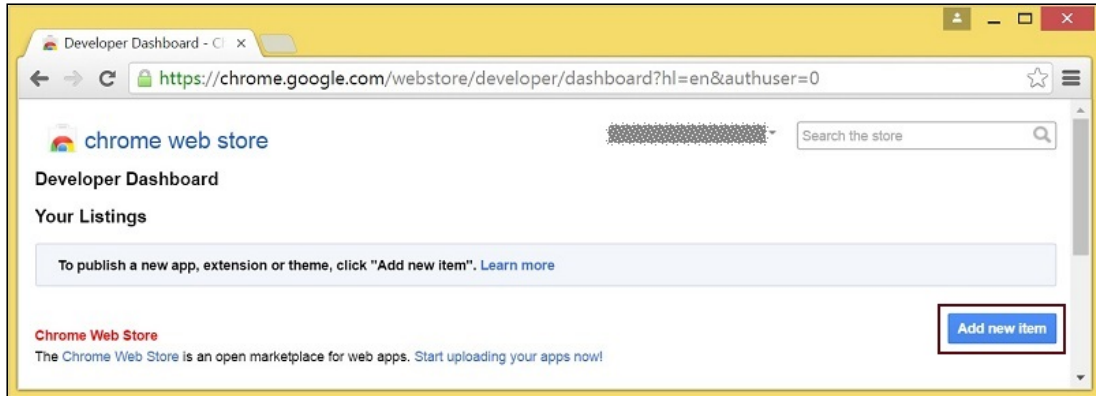 Developer Dashboard - C
https://chrome.google.com/webstore/developer/dashboard?hl=en&authuser=0
chrome web store
Search the store
Developer Dashboard
Your Listings
To publish a new app, extension or theme, click "Add new item". Learn more
Add new item
Chrome Web Store
The Chrome Web Store is an open marketplace for web apps. Start uploading your apps now!